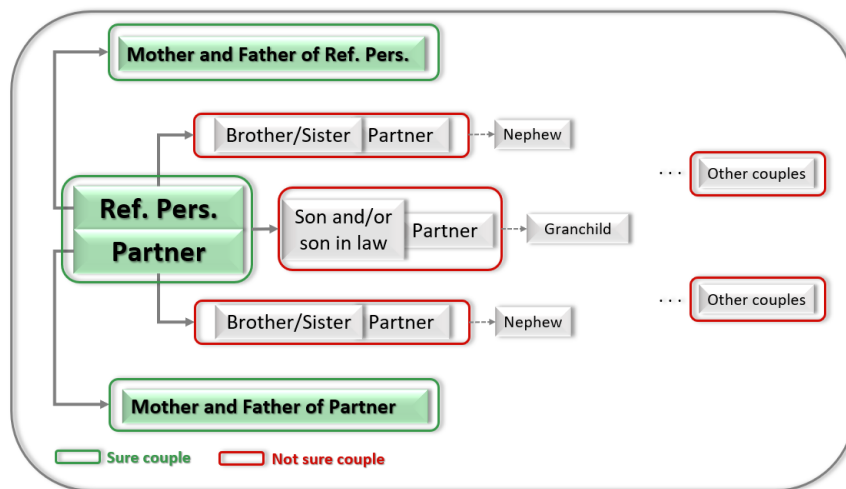 Mother and Father of Ref. Pers.
Brother/Sister Partner Nephew
... Other couples
Ref. Pers.
Partner
Son and/or
son in law
Partner
Granchild
... Other couples
Brother/Sister Partner Nephew
Mother and Father of Partner
Sure couple Not sure couple